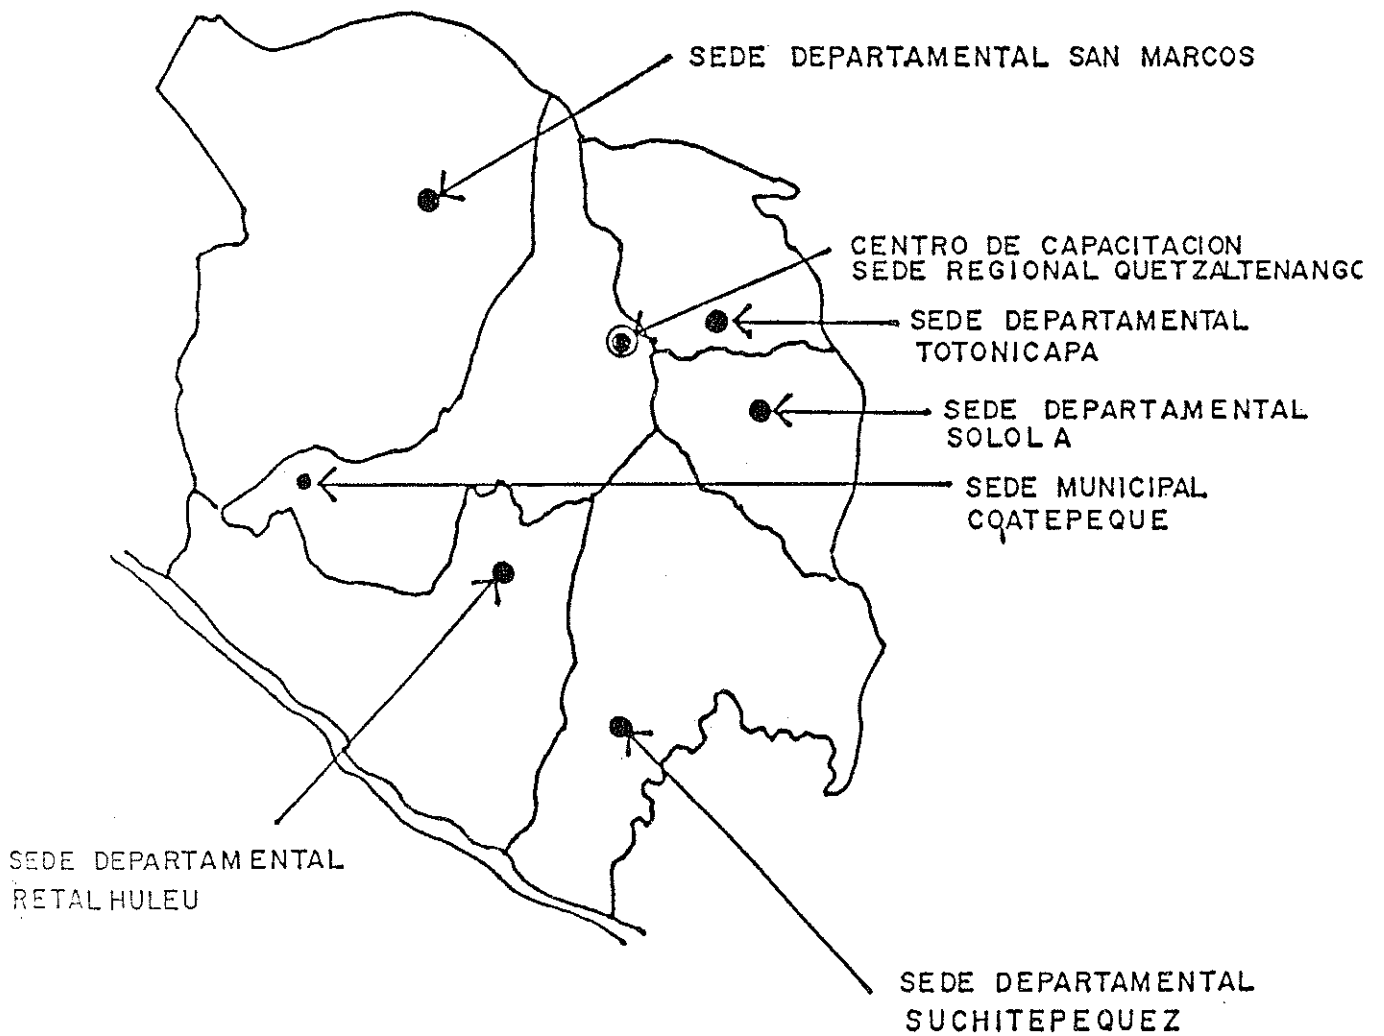 SEDE DEPARTAMENTAL SAN MARCOS
CENTRO DE CAPACITACION
SEDE REGIONAL QUETZALTENANGO
SEDE DEPARTAMENTAL
TOTONICAPA
SEDE DEPARTAMENTAL
SOLOLA
SEDE MUNICIPAL
COATEPEQUE
SEDE DEPARTAMENTAL
RETALHULEU
SEDE DEPARTAMENTAL
SUCHITEPEQUEZ